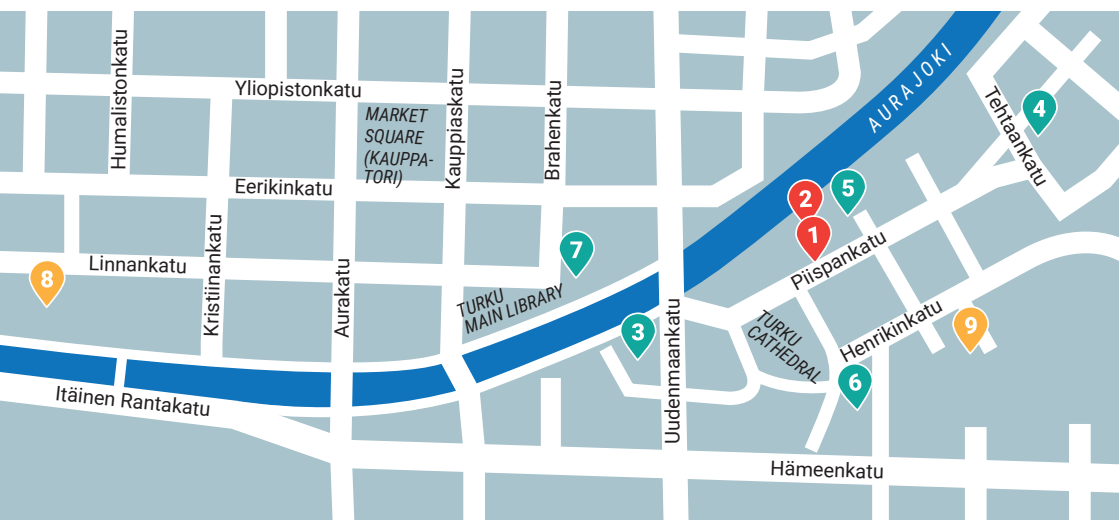 Humalistonkatu
Yliopistonkatu
Kauppiaskatu
Brahenkatu
MARKET
SQUARE
(KAUPPA-
TORI)
Eerikinkatu
Kristiinankatu
Linnankatu
Aurakatu
8
7
TURKU
MAIN LIBRARY
Itäinen Rantakatu
AURAJOKI
Tehtaankatu
4
5
2
1
Piispankatu
3
Uudenmaankatu
TURKU
CATHEDRAL
Henrikinkatu
9
6
Hämeenkatu